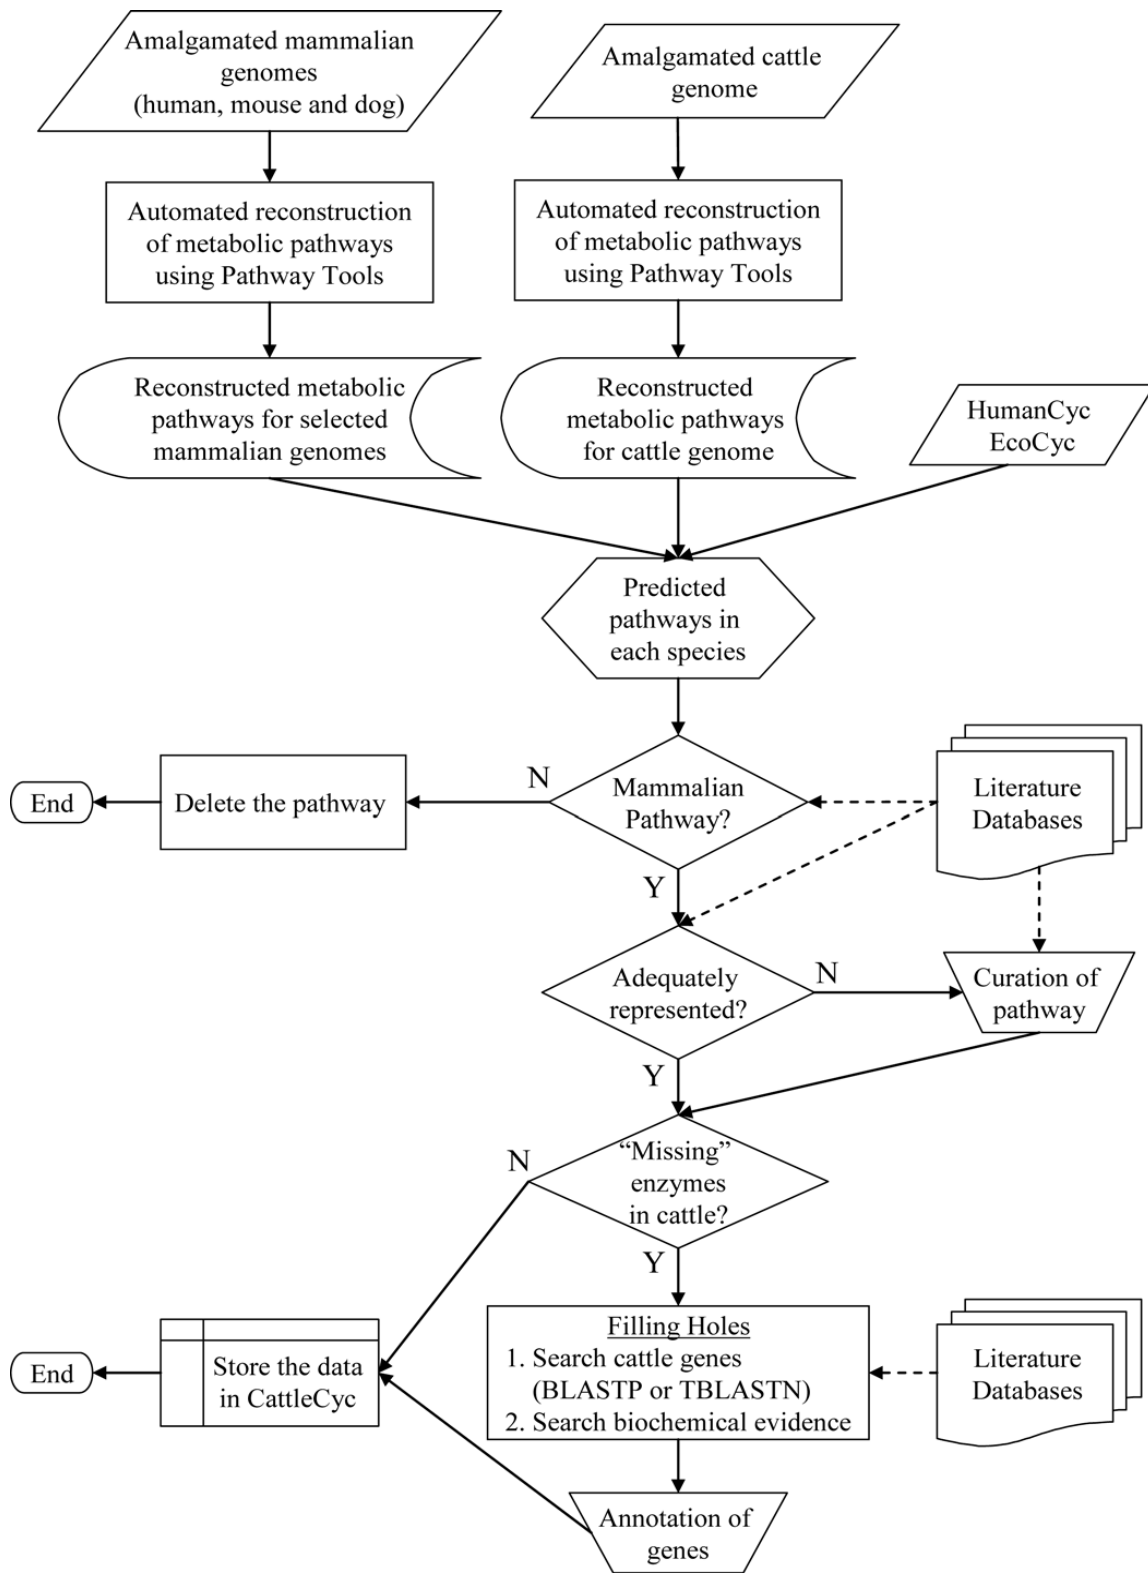 Amalgamated mammalian
genomes
(human, mouse and dog)
Amalgamated cattle
genome
Automated reconstruction
of metabolic pathways
using Pathway Tools
Automated reconstruction
of metabolic pathways
using Pathway Tools
Reconstructed metabolic
pathways for selected
mammalian genomes
Reconstructed
metabolic pathways
for cattle genome
HumanCyc
EcoCyc
Predicted
pathways in
each species
End
Delete the pathway
N
Mammalian
Pathway?
Literature
Databases
Y
Adequately
represented?
N
Curation of
pathway
Y
N
“Missing”
enzymes
in cattle?
Y
End
Store the data
in CattleCyc
Filling Holes
1. Search cattle genes
(BLASTP or TBLASTN)
2. Search biochemical evidence
Literature
Databases
Annotation of
genes